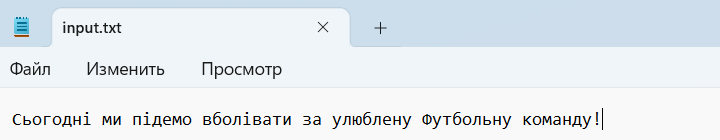 input.txt
Файл Изменить Просмотр
Сьогодні ми підемо вболівати за улюблену Футбольну команду!